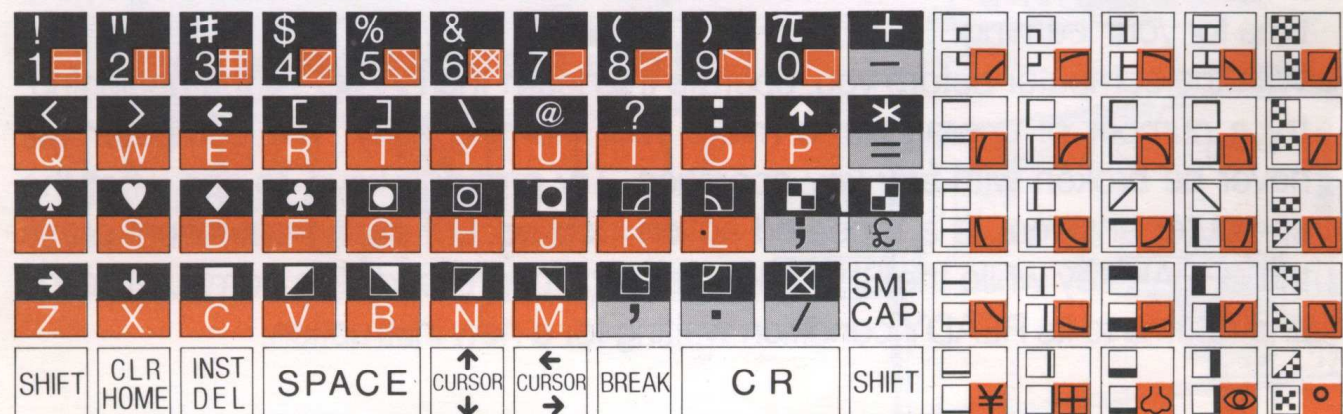 ! " # $ % & ' ( ) π +
1 2 3 4 5 6 7 8 9 0 −
< > ← [ ] \ @ ? : ↑ *
Q W E R T Y U I O P =
♠ ♥ ♦ ♣
A S D F G H J K L ; £
→ ↓
Z X C V B N M , . / SML CAP
SHIFT CLR HOME INST DEL SPACE ↑ CURSOR ↓ ← CURSOR → BREAK CR SHIFT ¥